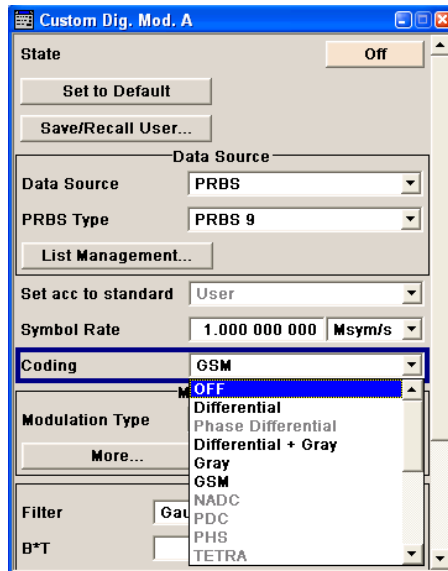 Custom Dig. Mod. A
State Off
Set to Default
Save/Recall User...
Data Source
Data Source PRBS
PRBS Type PRBS 9
List Management...
Set acc to standard User
Symbol Rate 1.000 000 000 Msym/s
Coding GSM
OFF
Differential
Modulation Type
Phase Differential
Differential + Gray
More...
Gray
GSM
NADC
Filter Gau
PDC
PHS
B*T
TETRA